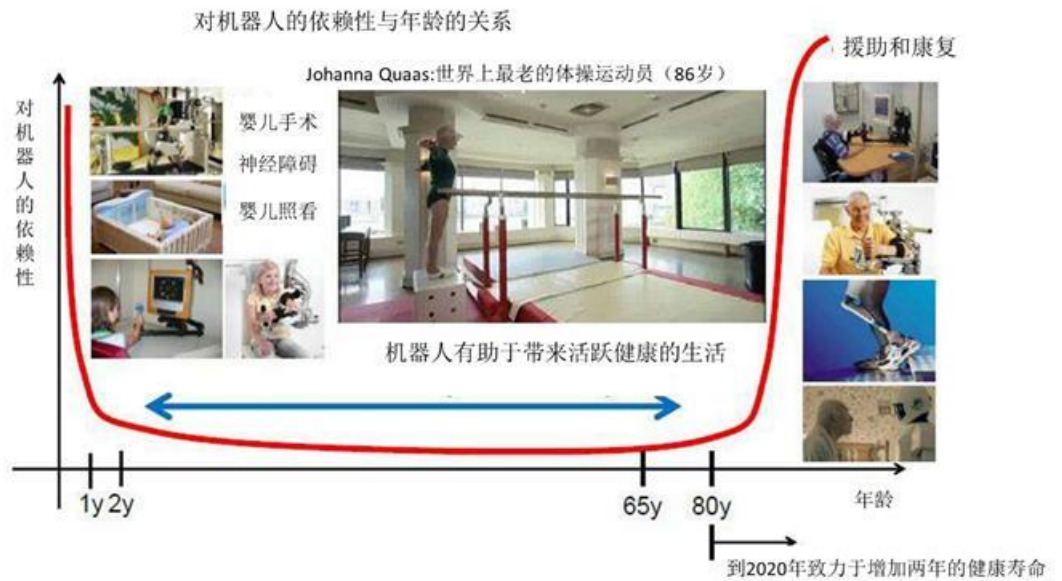 对机器人的依赖性与年龄的关系
援助和康复
Johanna Quaas:世界上最老的体操运动员（86岁）
对机器人的依赖性
婴儿手术
神经障碍
婴儿照看
机器人有助于带来活跃健康的生活
1y 2y 65y 80y
年龄
到2020年致力于增加两年的健康寿命